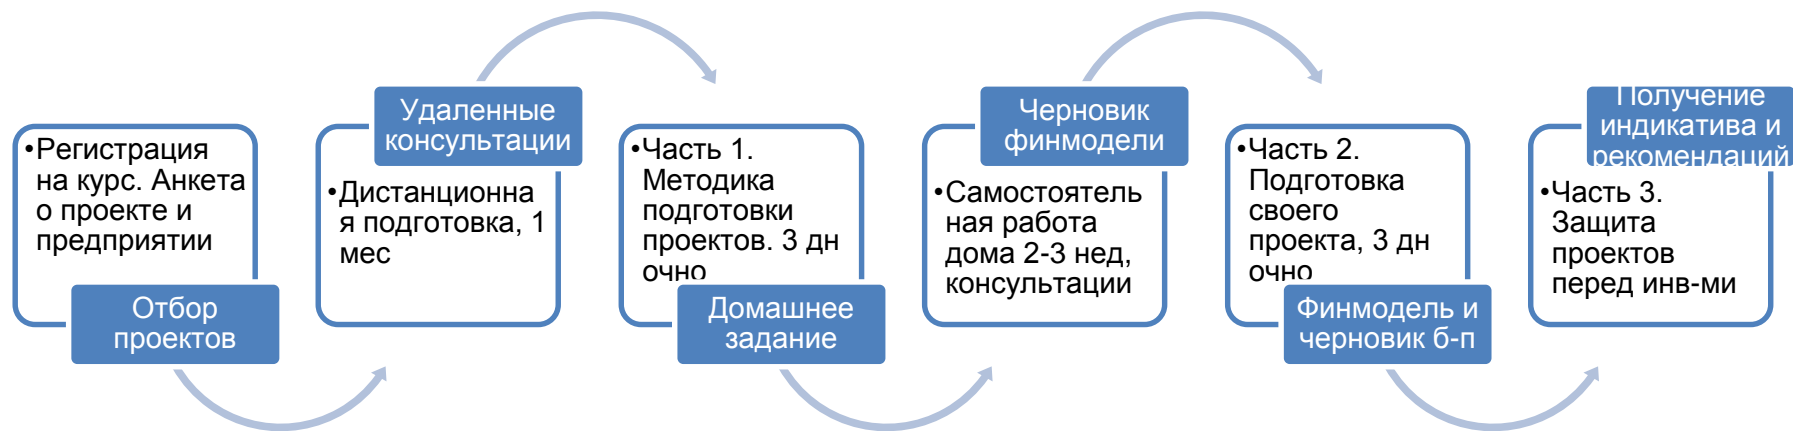 •Регистрация
на курс. Анкета
о проекте и
предприятии
Отбор
проектов
Удаленные
консультации
•Дистанционна
я подготовка, 1
мес
•Часть 1.
Методика
подготовки
проектов. 3 дн
очно
Домашнее
задание
Черновик
финмодели
•Самостоятель
ная работа
дома 2-3 нед,
консультации
•Часть 2.
Подготовка
своего
проекта, 3 дн
очно
Финмодель и
черновик б-п
Получение
индикатива и
рекомендаций
•Часть 3.
Защита
проектов
перед инв-ми